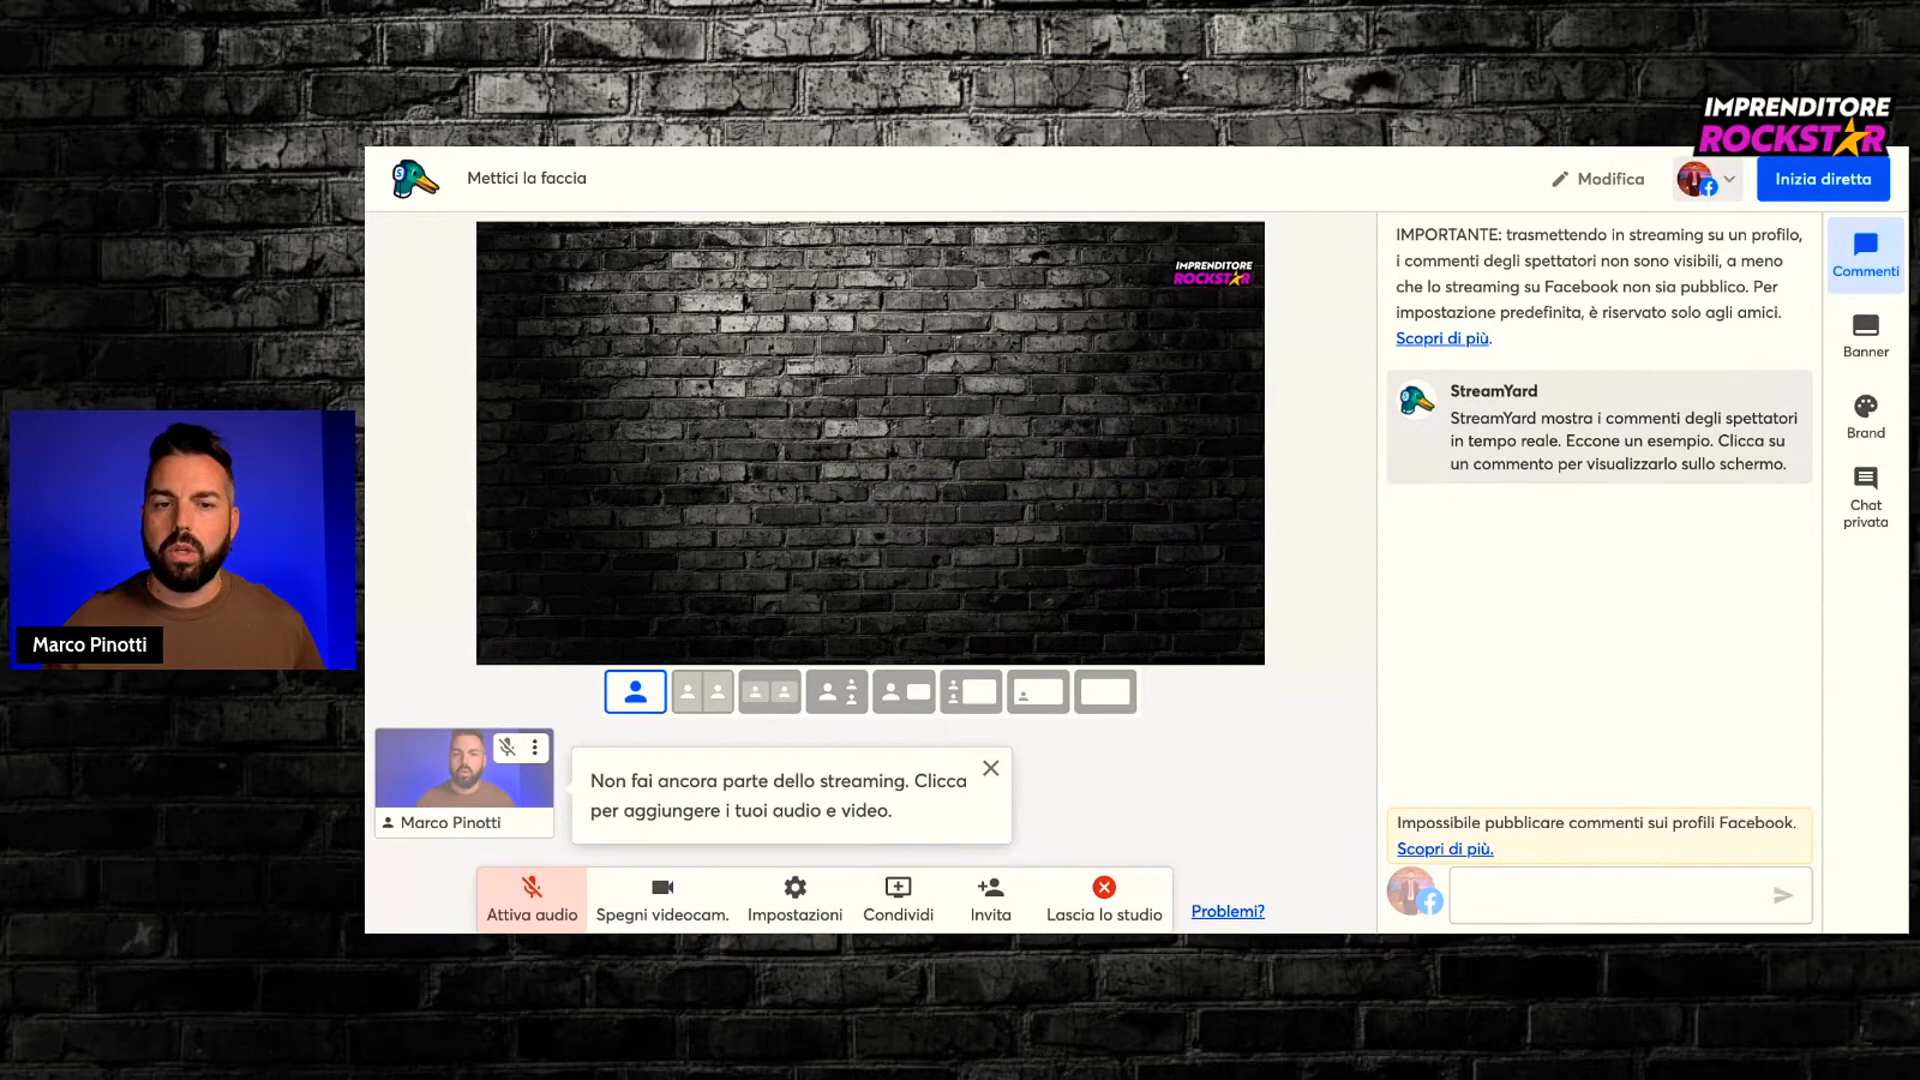 IMPRENDITORE
ROCKSTAR
Mettici la faccia
Modifica
Inizia diretta
IMPRENDITORE
ROCKSTAR
IMPORTANTE: trasmettendo in streaming su un profilo,
i commenti degli spettatori non sono visibili, a meno
che lo streaming su Facebook non sia pubblico. Per
impostazione predefinita, è riservato solo agli amici.
Scopri di più.
StreamYard
StreamYard mostra i commenti degli spettatori
in tempo reale. Eccone un esempio. Clicca su
un commento per visualizzarlo sullo schermo.
Commenti
Banner
Brand
Chat
privata
Marco Pinotti
Marco Pinotti
Non fai ancora parte dello streaming. Clicca
per aggiungere i tuoi audio e video.
Impossibile pubblicare commenti sui profili Facebook.
Scopri di più.
Attiva audio
Spegni videocam.
Impostazioni
Condividi
Invita
Lascia lo studio
Problemi?